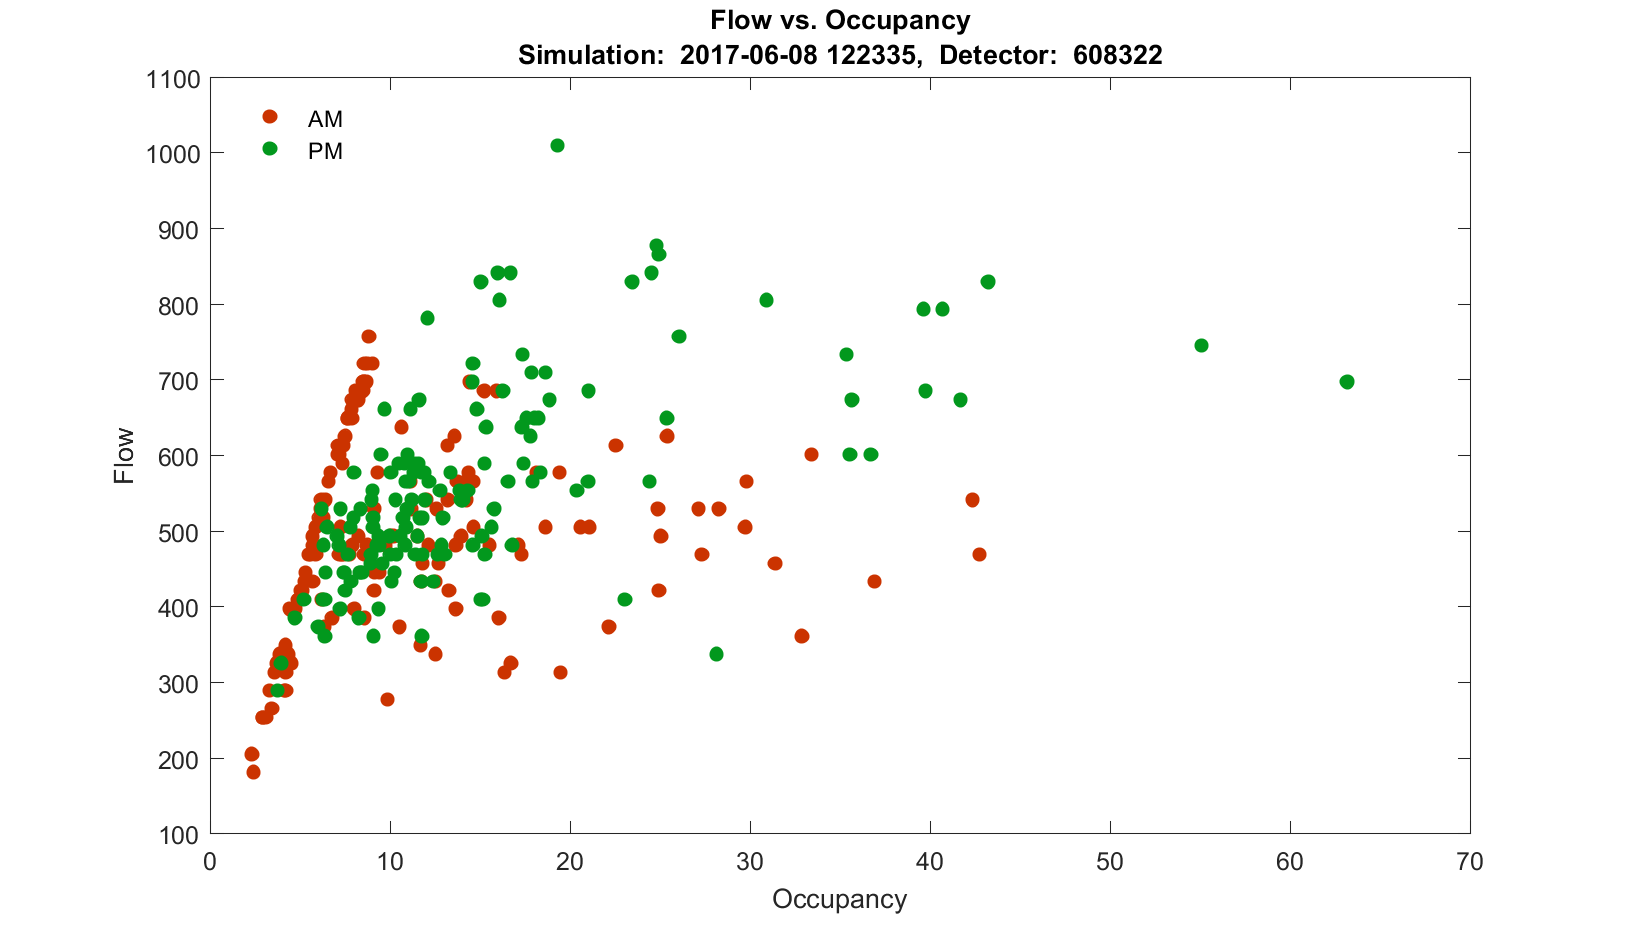 Flow vs. Occupancy
Simulation:  2017-06-08 122335,  Detector:  608322
1100
1000
900
800
700
600
500
400
300
200
100
AM
PM
Flow
0 10 20 30 40 50 60 70
Occupancy